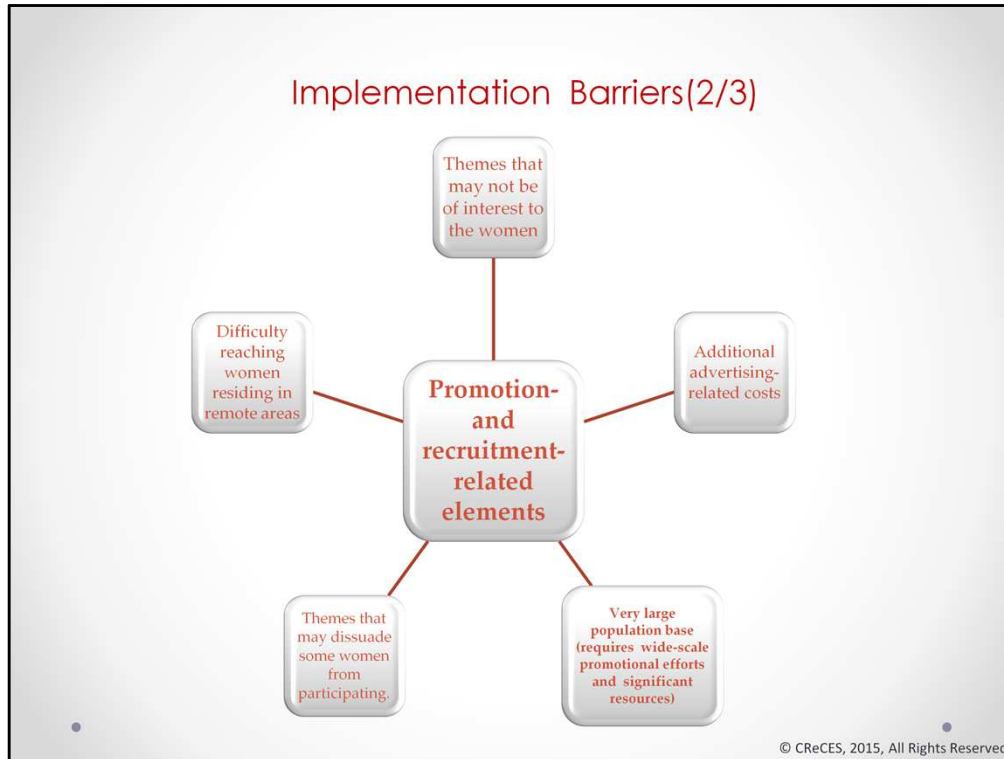 Implementation Barriers(2/3)
Themes that
may not be
of interest to
the women
Difficulty
reaching
women
residing in
remote areas
Additional
advertising-
related costs
Promotion-
and
recruitment-
related
elements
Themes that
may dissuade
some women
from
participating.
Very large
population base
(requires wide-scale
promotional efforts
and significant
resources)
© CReCES, 2015, All Rights Reserved